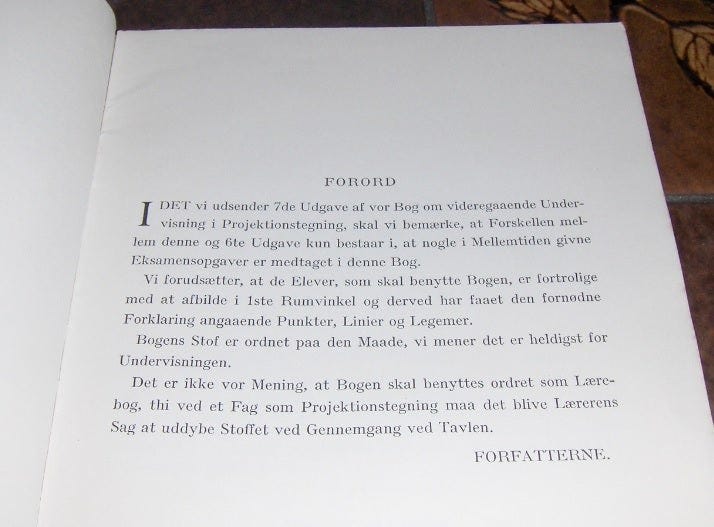 FORORD
IDET vi udsender 7de Udgave af vor Bog om videregaaende Under-
visning i Projektionstegning, skal vi bemærke, at Forskellen mel-
lem denne og 6te Udgave kun bestaar i, at nogle i Mellemtiden givne
Eksamensopgaver er medtaget i denne Bog.
Vi forudsætter, at de Elever, som skal benytte Bogen, er fortrolige
med at afbilde i 1ste Rumvinkel og derved har faaet den fornødne
Forklaring angaaende Punkter, Linier og Legemer.
Bogens Stof er ordnet paa den Maade, vi mener det er heldigst for
Undervisningen.
Det er ikke vor Mening, at Bogen skal benyttes ordret som Lære-
bog, thi ved et Fag som Projektionstegning maa det blive Lærerens
Sag at uddybe Stoffet ved Gennemgang ved Tavlen.
FORFATTERNE.